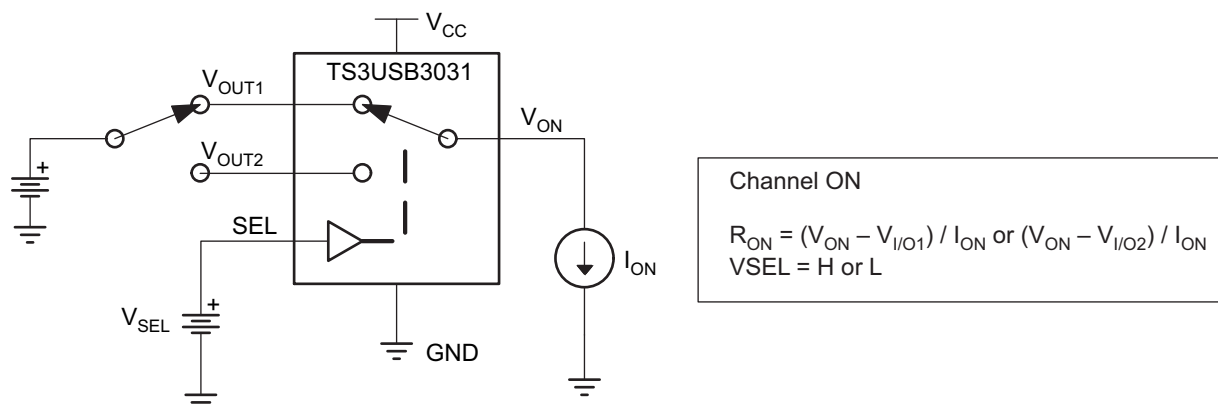 V_CC
TS3USB3031
V_OUT1
V_ON
V_OUT2
SEL
I_ON
V_SEL
GND
+
+
Channel ON
R_ON = (V_ON – V_I/O1) / I_ON or (V_ON – V_I/O2) / I_ON
VSEL = H or L